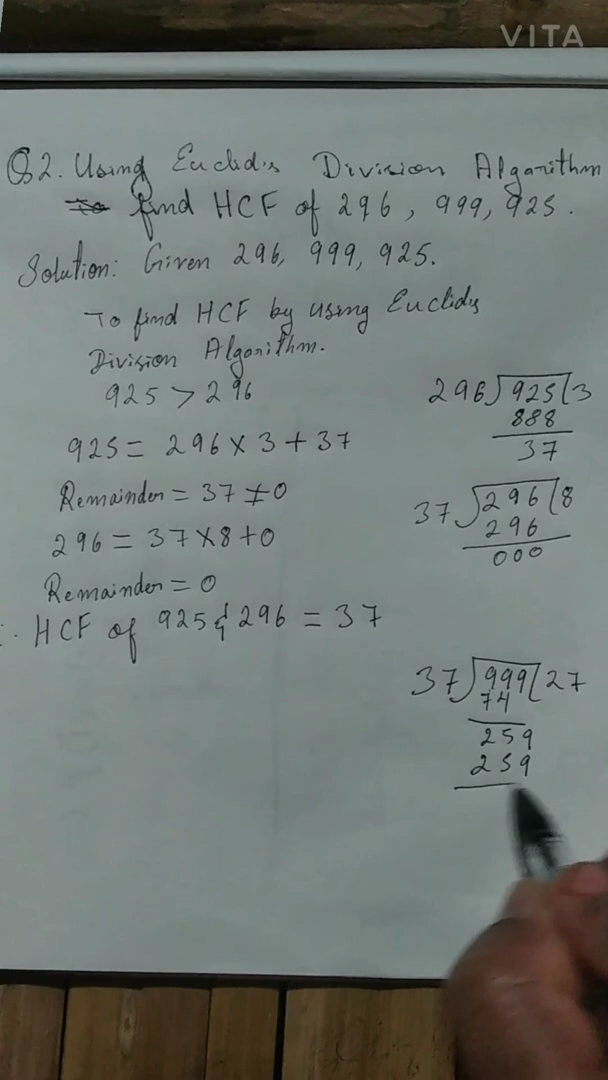 VITA
Q2. Using Euclid's Division Algorithm
To find HCF of 296, 999, 925.
Solution: Given 296, 999, 925.
To find HCF by using Euclid's
Division Algorithm.
925 > 296
925 = 296 × 3 + 37
Remainder = 37 ≠ 0
296 = 37 × 8 + 0
Remainder = 0
∴ HCF of 925 & 296 = 37
296) 925 ( 3
888
37
37 ) 296 ( 8
296
000
37 ) 999 ( 27
74
259
259